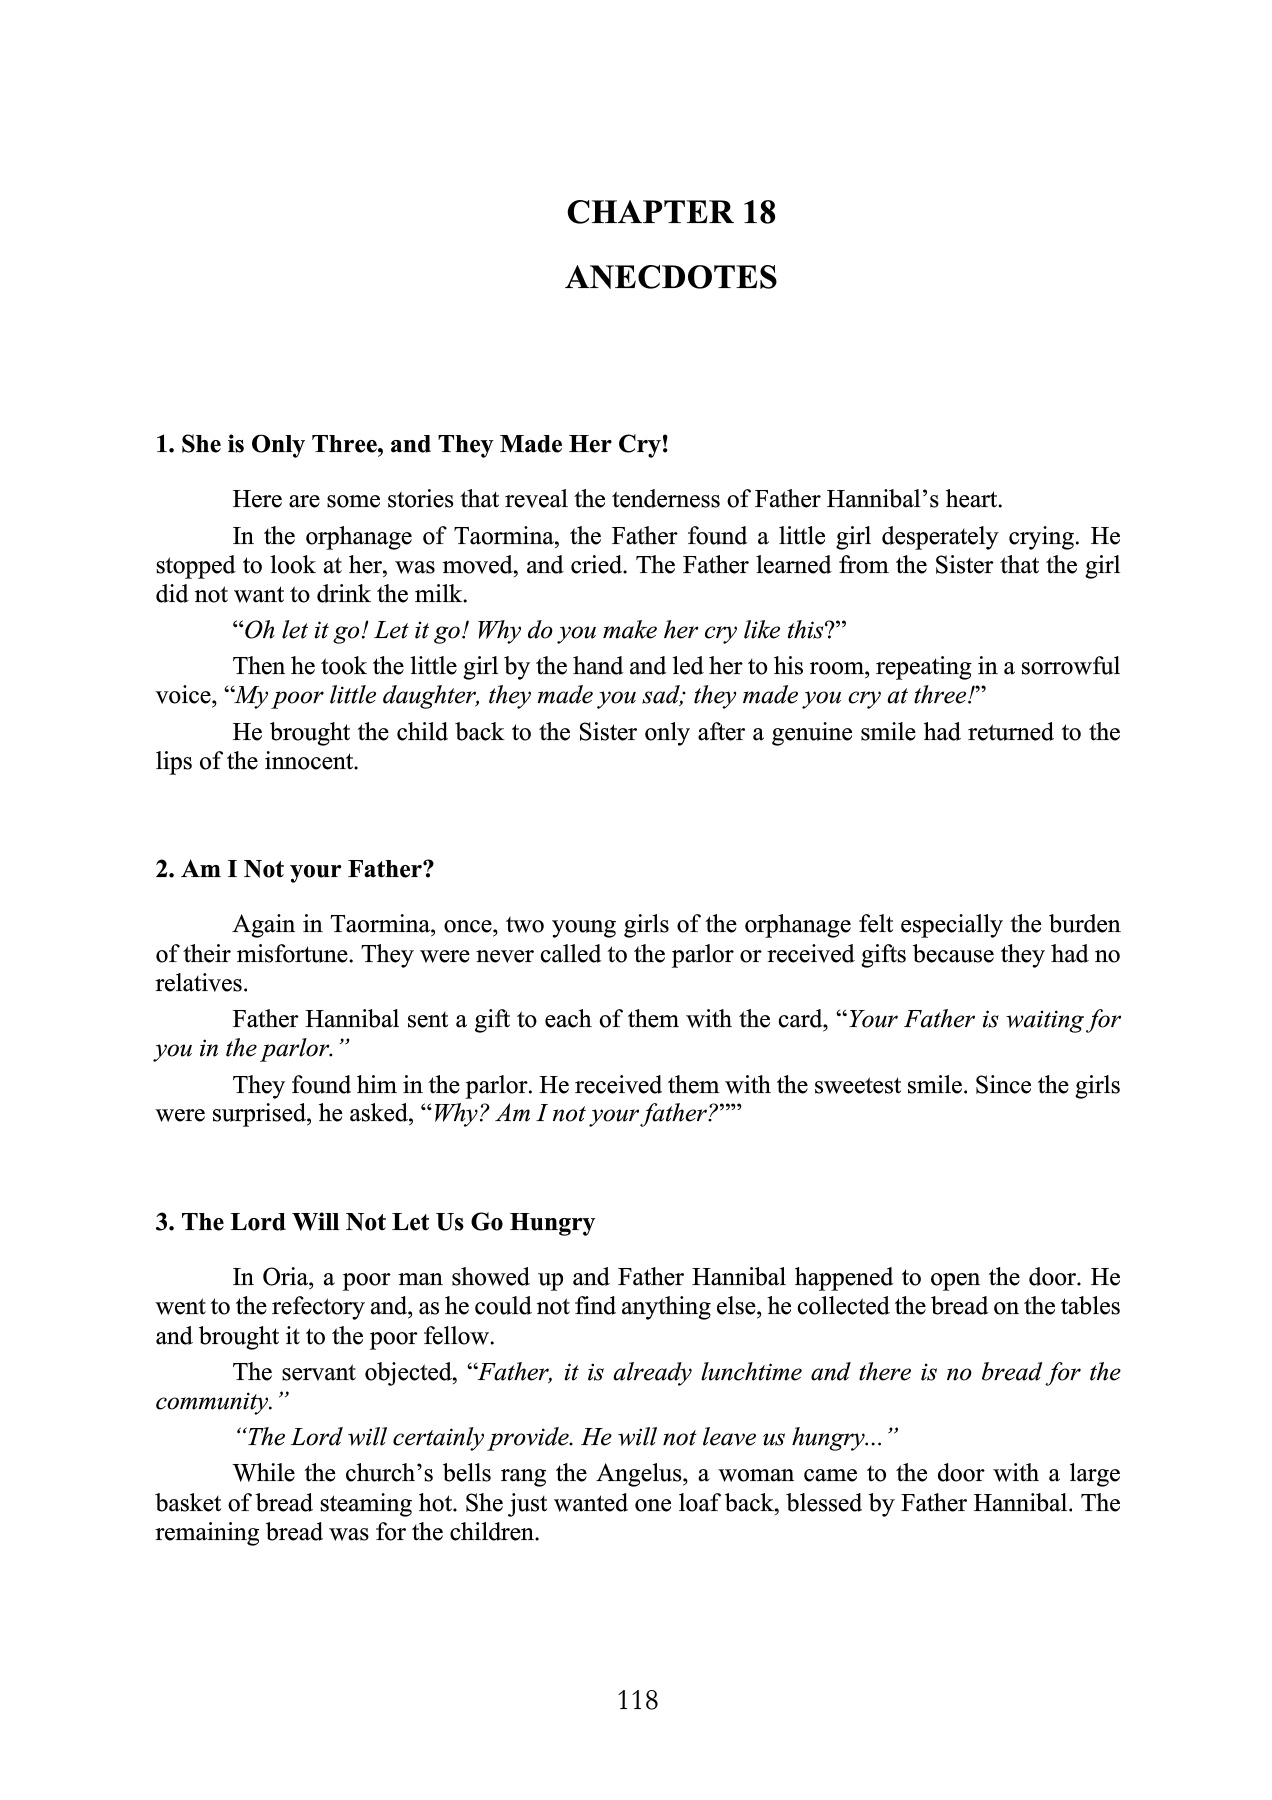 CHAPTER 18
ANECDOTES
1. She is Only Three, and They Made Her Cry!
Here are some stories that reveal the tenderness of Father Hannibal’s heart.
In the orphanage of Taormina, the Father found a little girl desperately crying. He
stopped to look at her, was moved, and cried. The Father learned from the Sister that the girl
did not want to drink the milk.
“Oh let it go! Let it go! Why do you make her cry like this?”
Then he took the little girl by the hand and led her to his room, repeating in a sorrowful
voice, “My poor little daughter, they made you sad; they made you cry at three!”
He brought the child back to the Sister only after a genuine smile had returned to the
lips of the innocent.
2. Am I Not your Father?
Again in Taormina, once, two young girls of the orphanage felt especially the burden
of their misfortune. They were never called to the parlor or received gifts because they had no
relatives.
Father Hannibal sent a gift to each of them with the card, “Your Father is waiting for
you in the parlor.”
They found him in the parlor. He received them with the sweetest smile. Since the girls
were surprised, he asked, “Why? Am I not your father?””
3. The Lord Will Not Let Us Go Hungry
In Oria, a poor man showed up and Father Hannibal happened to open the door. He
went to the refectory and, as he could not find anything else, he collected the bread on the tables
and brought it to the poor fellow.
The servant objected, “Father, it is already lunchtime and there is no bread for the
community.”
“The Lord will certainly provide. He will not leave us hungry...”
While the church’s bells rang the Angelus, a woman came to the door with a large
basket of bread steaming hot. She just wanted one loaf back, blessed by Father Hannibal. The
remaining bread was for the children.
118